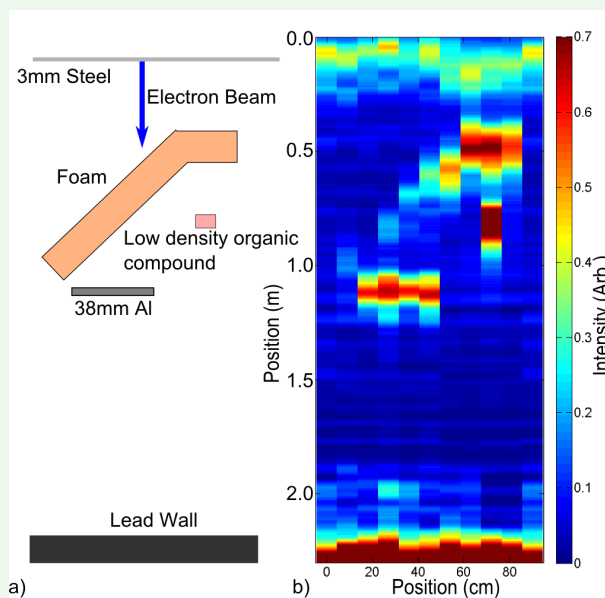 3mm Steel
Electron Beam
Foam
Low density organic
compound
38mm Al
Lead Wall
a)
Position (m)
0.0
0.5
1.0
1.5
2.0
0 20 40 60 80
b) Position (cm)
0.7
0.6
0.5
0.4
0.3
0.2
0.1
0
Intensity (Arb.)